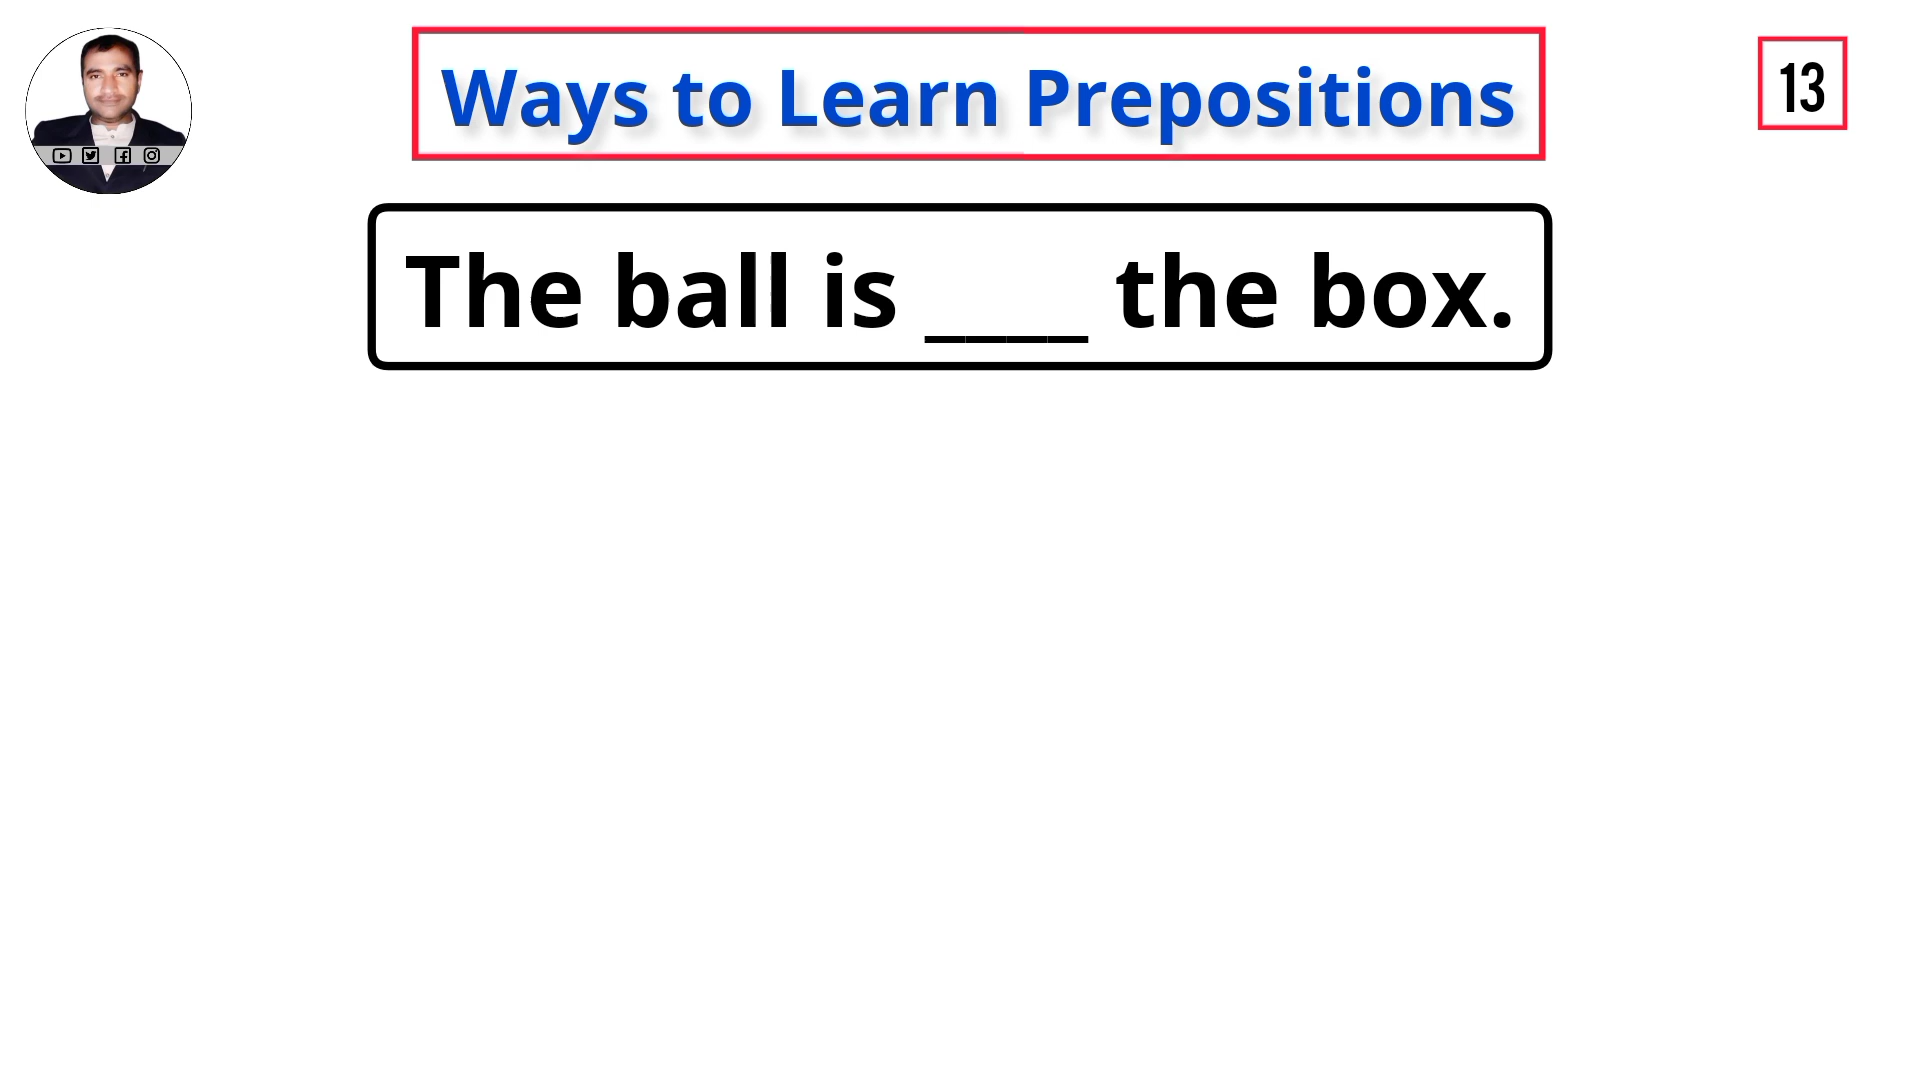 Ways to Learn Prepositions
13
The ball is ____ the box.